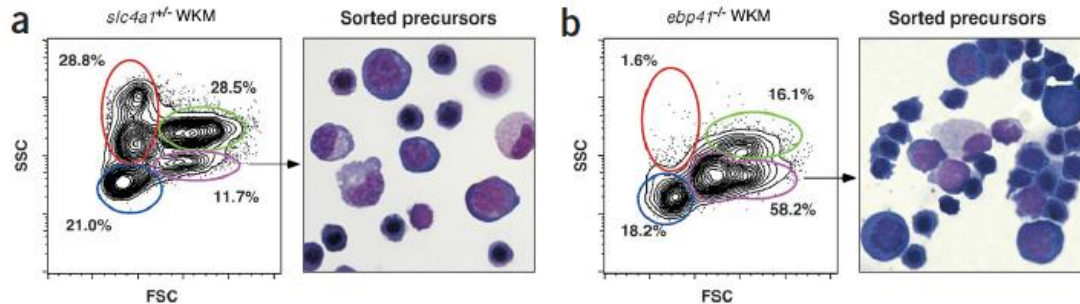 a
slc4a1+/- WKM
Sorted precursors
28.8%
28.5%
SSC
11.7%
21.0%
FSC
b
ebp41-/- WKM
Sorted precursors
1.6%
16.1%
SSC
58.2%
18.2%
FSC